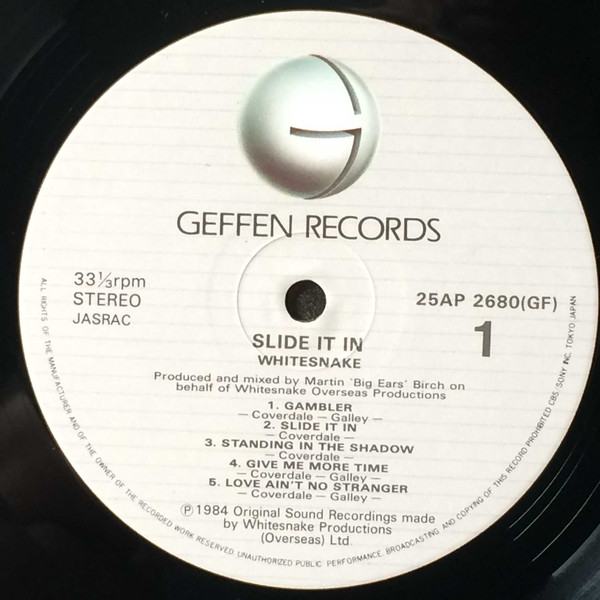 GEFFEN RECORDS
33⅓rpm
STEREO
JASRAC
25AP 2680(GF)
1
SLIDE IT IN
WHITESNAKE
Produced and mixed by Martin 'Big Ears' Birch on
behalf of Whitesnake Overseas Productions
1. GAMBLER
— Coverdale — Galley —
2. SLIDE IT IN
— Coverdale —
3. STANDING IN THE SHADOW
— Coverdale —
4. GIVE ME MORE TIME
— Coverdale — Galley —
5. LOVE AIN'T NO STRANGER
— Coverdale — Galley —
℗ 1984 Original Sound Recordings made
by Whitesnake Productions
(Overseas) Ltd.
ALL RIGHTS OF THE MANUFACTURER AND OF THE OWNER OF THE RECORDED WORK RESERVED. UNAUTHORIZED PUBLIC PERFORMANCE, BROADCASTING AND COPYING OF THIS RECORD PROHIBITED CBS/SONY INC. TOKYO JAPAN